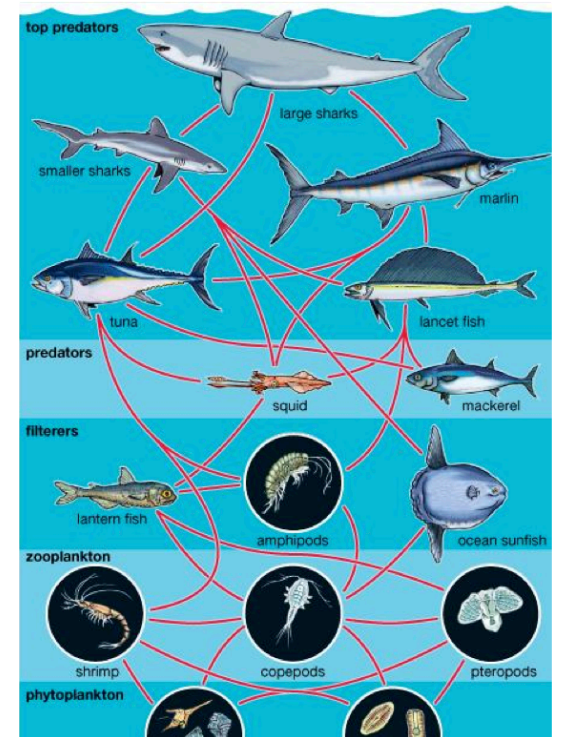 top predators
large sharks
smaller sharks
marlin
tuna
lancet fish
predators
squid
mackerel
filterers
lantern fish
amphipods
ocean sunfish
zooplankton
shrimp
copepods
pteropods
phytoplankton